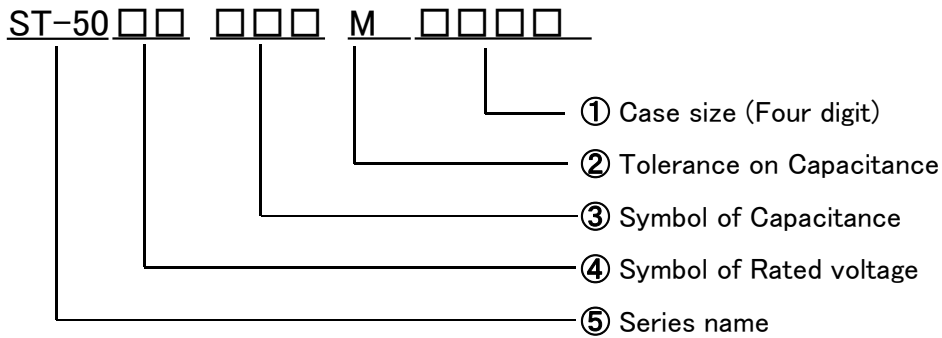 ST-50□□ □□□ M □□□□
① Case size (Four digit)
② Tolerance on Capacitance
③ Symbol of Capacitance
④ Symbol of Rated voltage
⑤ Series name